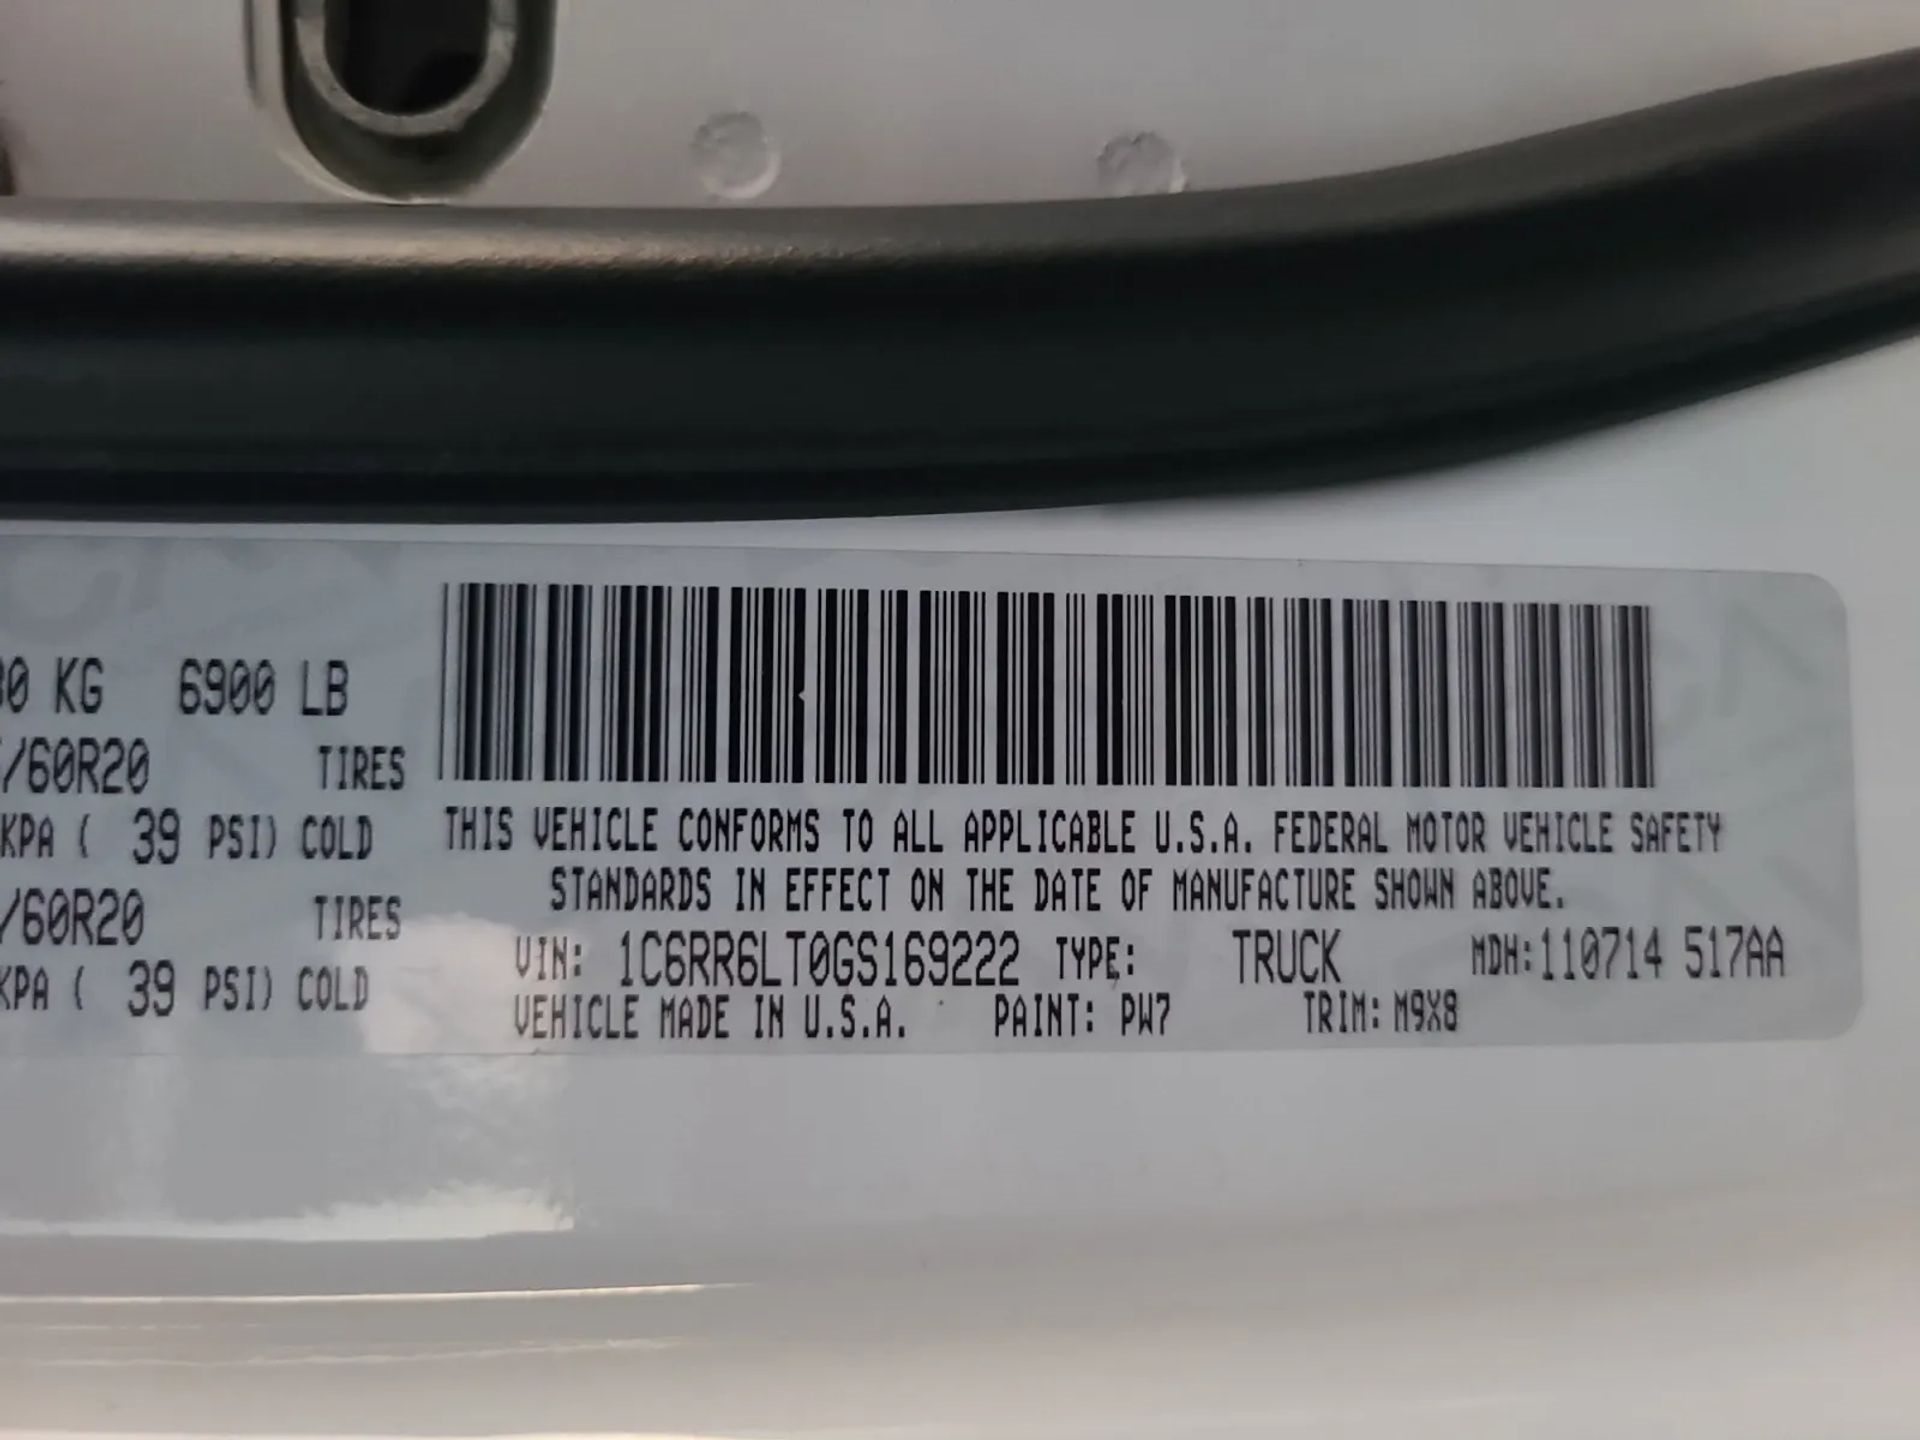 30 KG 6900 LB
/60R20 TIRES
KPA ( 39 PSI) COLD
/60R20 TIRES
KPA ( 39 PSI) COLD
THIS VEHICLE CONFORMS TO ALL APPLICABLE U.S.A. FEDERAL MOTOR VEHICLE SAFETY
STANDARDS IN EFFECT ON THE DATE OF MANUFACTURE SHOWN ABOVE.
VIN: 1C6RR6LT0GS169222 TYPE: TRUCK MDH:110714 517AA
VEHICLE MADE IN U.S.A. PAINT: PW7 TRIM: M9X8